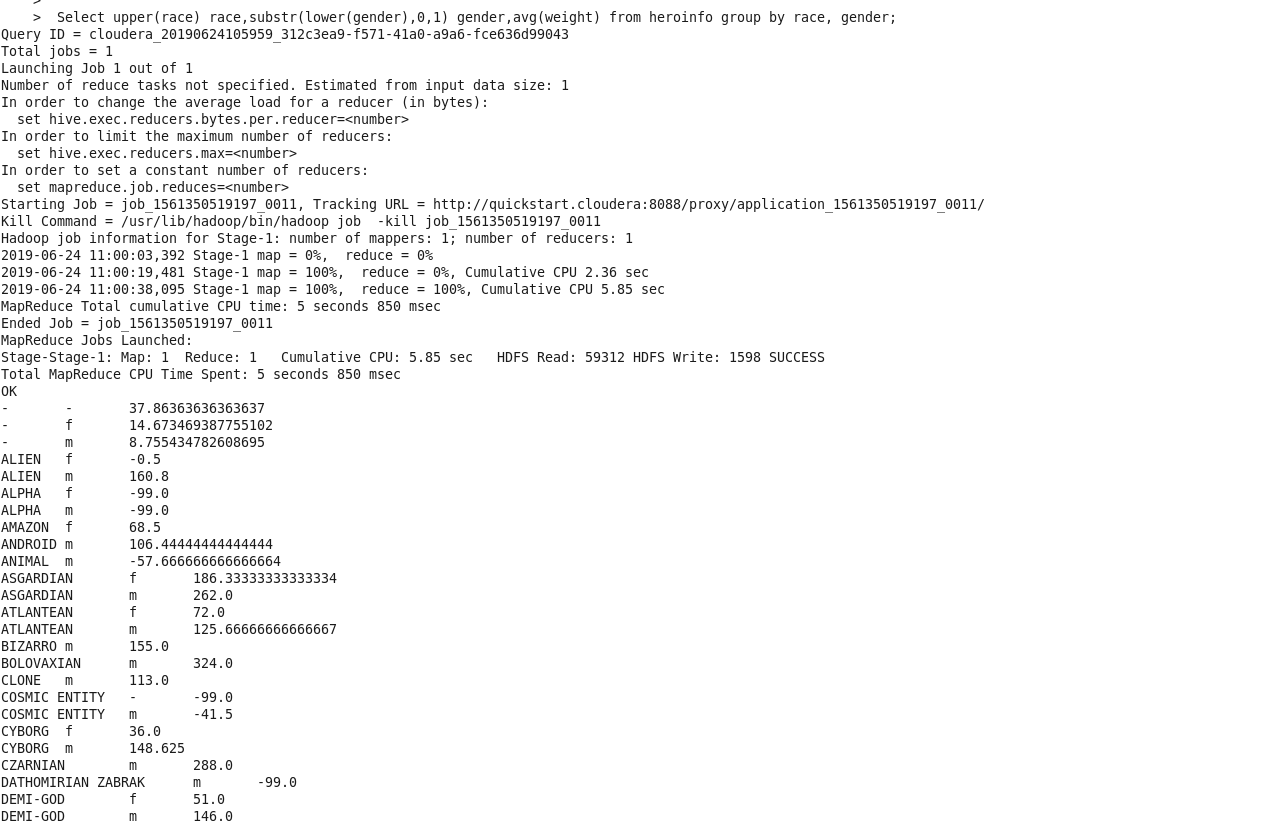 >
>  Select upper(race) race,substr(lower(gender),0,1) gender,avg(weight) from heroinfo group by race, gender;
Query ID = cloudera_20190624105959_312c3ea9-f571-41a0-a9a6-fce636d99043
Total jobs = 1
Launching Job 1 out of 1
Number of reduce tasks not specified. Estimated from input data size: 1
In order to change the average load for a reducer (in bytes):
  set hive.exec.reducers.bytes.per.reducer=<number>
In order to limit the maximum number of reducers:
  set hive.exec.reducers.max=<number>
In order to set a constant number of reducers:
  set mapreduce.job.reduces=<number>
Starting Job = job_1561350519197_0011, Tracking URL = http://quickstart.cloudera:8088/proxy/application_1561350519197_0011/
Kill Command = /usr/lib/hadoop/bin/hadoop job  -kill job_1561350519197_0011
Hadoop job information for Stage-1: number of mappers: 1; number of reducers: 1
2019-06-24 11:00:03,392 Stage-1 map = 0%,  reduce = 0%
2019-06-24 11:00:19,481 Stage-1 map = 100%,  reduce = 0%, Cumulative CPU 2.36 sec
2019-06-24 11:00:38,095 Stage-1 map = 100%,  reduce = 100%, Cumulative CPU 5.85 sec
MapReduce Total cumulative CPU time: 5 seconds 850 msec
Ended Job = job_1561350519197_0011
MapReduce Jobs Launched:
Stage-Stage-1: Map: 1  Reduce: 1   Cumulative CPU: 5.85 sec   HDFS Read: 59312 HDFS Write: 1598 SUCCESS
Total MapReduce CPU Time Spent: 5 seconds 850 msec
OK
-	-	37.86363636363637
-	f	14.673469387755102
-	m	8.755434782608695
ALIEN	f	-0.5
ALIEN	m	160.8
ALPHA	f	-99.0
ALPHA	m	-99.0
AMAZON	f	68.5
ANDROID	m	106.44444444444444
ANIMAL	m	-57.666666666666664
ASGARDIAN	f	186.33333333333334
ASGARDIAN	m	262.0
ATLANTEAN	f	72.0
ATLANTEAN	m	125.66666666666667
BIZARRO	m	155.0
BOLOVAXIAN	m	324.0
CLONE	m	113.0
COSMIC ENTITY	-	-99.0
COSMIC ENTITY	m	-41.5
CYBORG	f	36.0
CYBORG	m	148.625
CZARNIAN	m	288.0
DATHOMIRIAN ZABRAK	m	-99.0
DEMI-GOD	f	51.0
DEMI-GOD	m	146.0